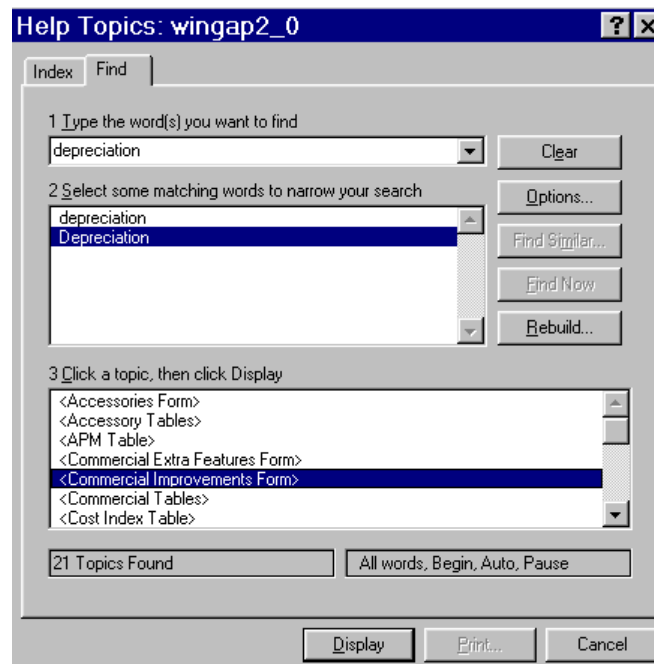 Help Topics: wingap2_0 ? X
Index Find
1 Type the word(s) you want to find
depreciation Clear
2 Select some matching words to narrow your search Options...
depreciation
Depreciation Find Similar...
Find Now
Rebuild...
3 Click a topic, then click Display
<Accessories Form>
<Accessory Tables>
<APM Table>
<Commercial Extra Features Form>
<Commercial Improvements Form>
<Commercial Tables>
<Cost Index Table>
21 Topics Found All words, Begin, Auto, Pause
Display Print... Cancel